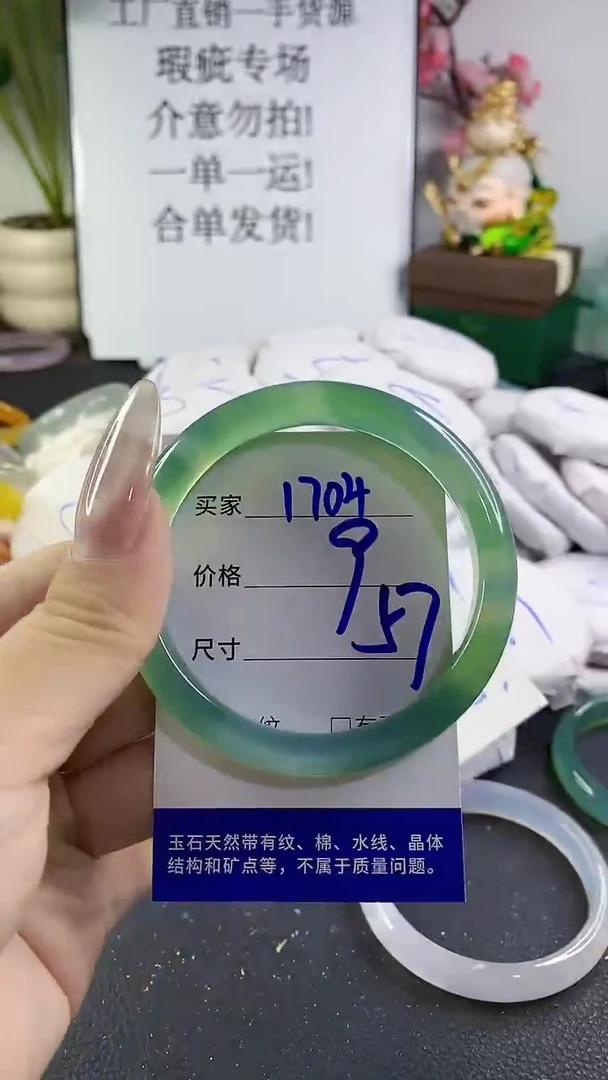 工厂直销一手货源
瑕疵专场
介意勿拍!
一单一运!
合单发货!
买家 1704
价格 9
尺寸 57
纹 □有
玉石天然带有纹、棉、水线、晶体
结构和矿点等，不属于质量问题。